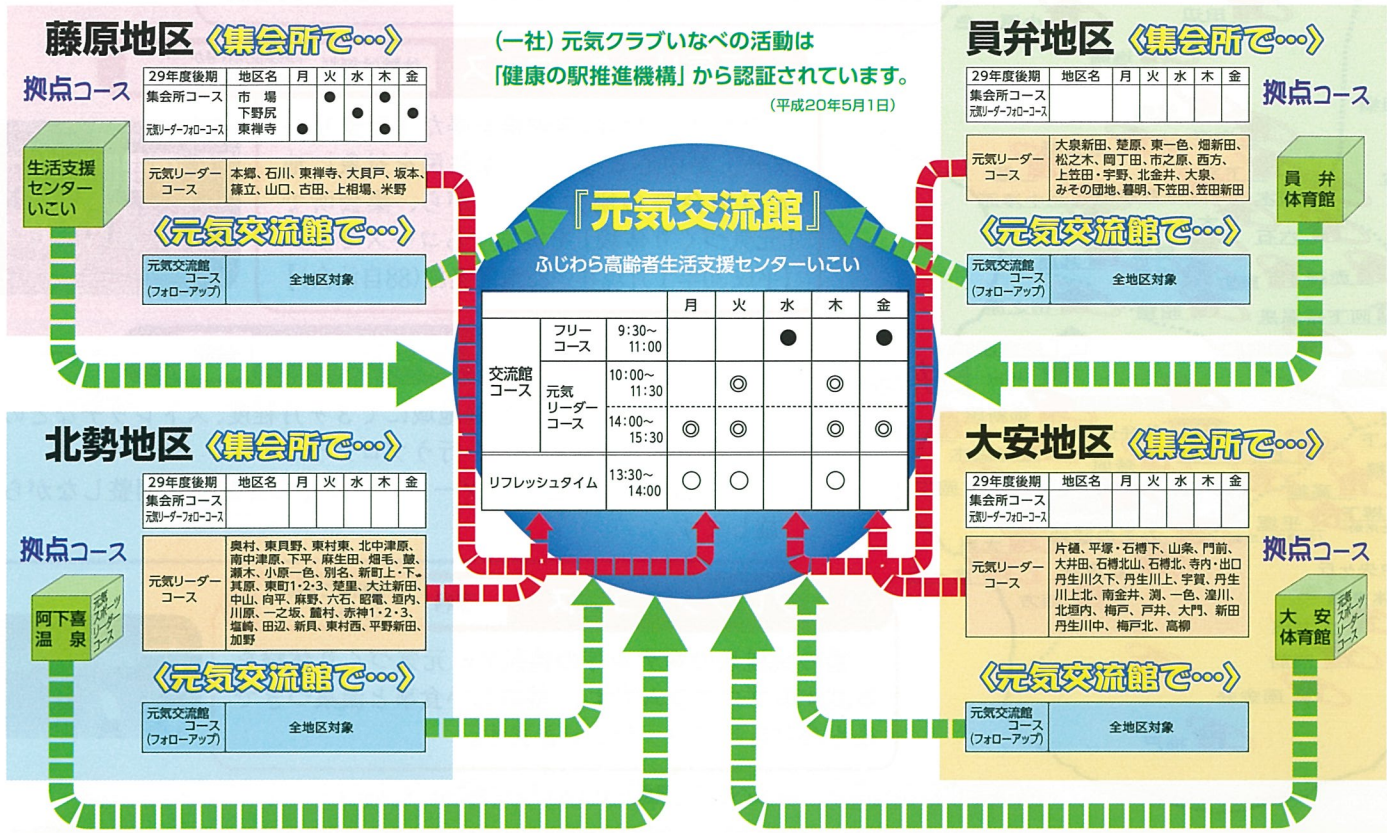 藤原地区〈集会所で…〉
29年度後期 地区名 月 火 水 木 金
集会所コース 市場 ● ●
下野尻 ● ●
元気リーダーフォローコース 東禅寺 ● ●
元気リーダーコース
本郷、石川、東禅寺、大貝戸、坂本、
篠立、山口、古田、上相場、米野
〈元気交流館で…〉
元気交流館
コース
(フォローアップ)
全地区対象
拠点コース
生活支援
センター
いこい
(一社)元気クラブいなべの活動は
「健康の駅推進機構」から認証されています。
(平成20年5月1日)
員弁地区〈集会所で…〉
29年度後期 地区名 月 火 水 木 金
集会所コース
元気リーダーフォローコース
元気リーダー
コース
大泉新田、楚原、東一色、畑新田、
松之木、岡丁田、市之原、西方、
上笠田・宇野、北金井、大泉、
みその団地、暮明、下笠田、笠田新田
〈元気交流館で…〉
元気交流館
コース
(フォローアップ)
全地区対象
拠点コース
員弁
体育館
『元気交流館』
ふじわら高齢者生活支援センターいこい
月 火 水 木 金
交流館
コース
フリー
コース
9:30~
11:00
● ●
元気
リーダー
コース
10:00~
11:30
◎ ◎
14:00~
15:30
◎ ◎ ◎ ◎
リフレッシュタイム
13:30~
14:00
○ ○ ○
北勢地区〈集会所で…〉
29年度後期 地区名 月 火 水 木 金
集会所コース
元気リーダーフォローコース
元気リーダー
コース
奥村、東貝野、東村東、北中津原、
南中津原、下平、麻生田、畑毛、
瀬木、小原一色、別名、新町上・下、
其原、東町1・2・3、楚里、大辻新田、
中山、向平、麻野、六石、昭電、垣内、
川原、一之坂、麓村、赤神1・2・3、
塩崎、田辺、新貝、東村西、平野新田、
加野
〈元気交流館で…〉
元気交流館
コース
(フォローアップ)
全地区対象
拠点コース
阿下喜
温泉
元気
スポーツ
リーダー
コース
大安地区〈集会所で…〉
29年度後期 地区名 月 火 水 木 金
集会所コース
元気リーダーフォローコース
元気リーダー
コース
片樋、平塚・石榑下、山条、門前、
大井田、石榑北山、石榑北、寺内・出口
丹生川久下、丹生川上、宇賀、丹生
川上北、南金井、渕、一色、湟川、
北垣内、梅戸、戸井、大門、新田
丹生川中、梅戸北、高柳
〈元気交流館で…〉
元気交流館
コース
(フォローアップ)
全地区対象
拠点コース
大安
体育館
元気
スポーツ
リーダー
コース